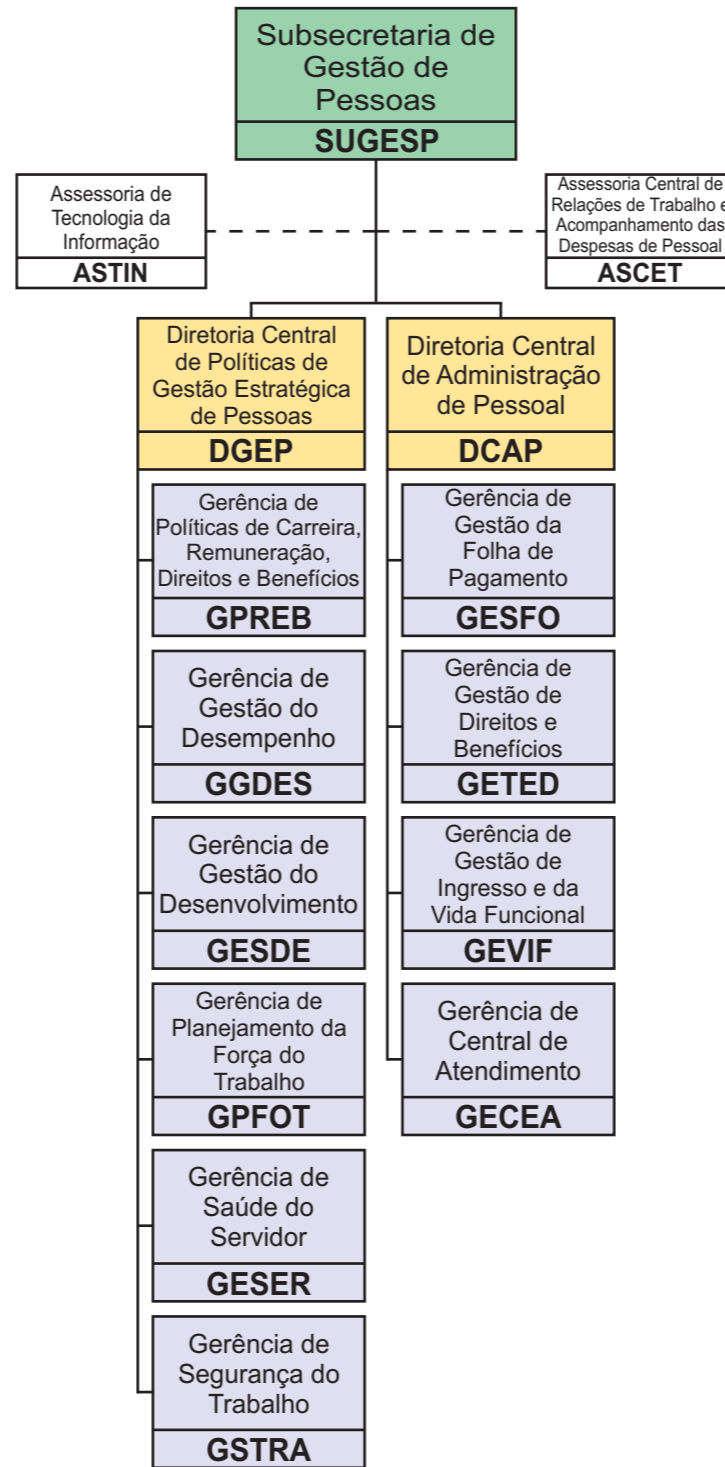 Subsecretaria de
Gestão de
Pessoas
SUGESP
Assessoria de
Tecnologia da
Informação
ASTIN
Assessoria Central de
Relações de Trabalho e
Acompanhamento das
Despesas de Pessoal
ASCET
Diretoria Central
de Políticas de
Gestão Estratégica
de Pessoas
DGEP
Gerência de
Políticas de Carreira,
Remuneração,
Direitos e Benefícios
GPREB
Gerência de
Gestão do
Desempenho
GGDES
Gerência de
Gestão do
Desenvolvimento
GESDE
Gerência de
Planejamento da
Força do
Trabalho
GPFOT
Gerência de
Saúde do
Servidor
GESER
Gerência de
Segurança do
Trabalho
GSTRA
Diretoria Central
de Administração
de Pessoal
DCAP
Gerência de
Gestão da
Folha de
Pagamento
GESFO
Gerência de
Gestão de
Direitos e
Benefícios
GETED
Gerência de
Gestão de
Ingresso e da
Vida Funcional
GEVIF
Gerência de
Central de
Atendimento
GECEA